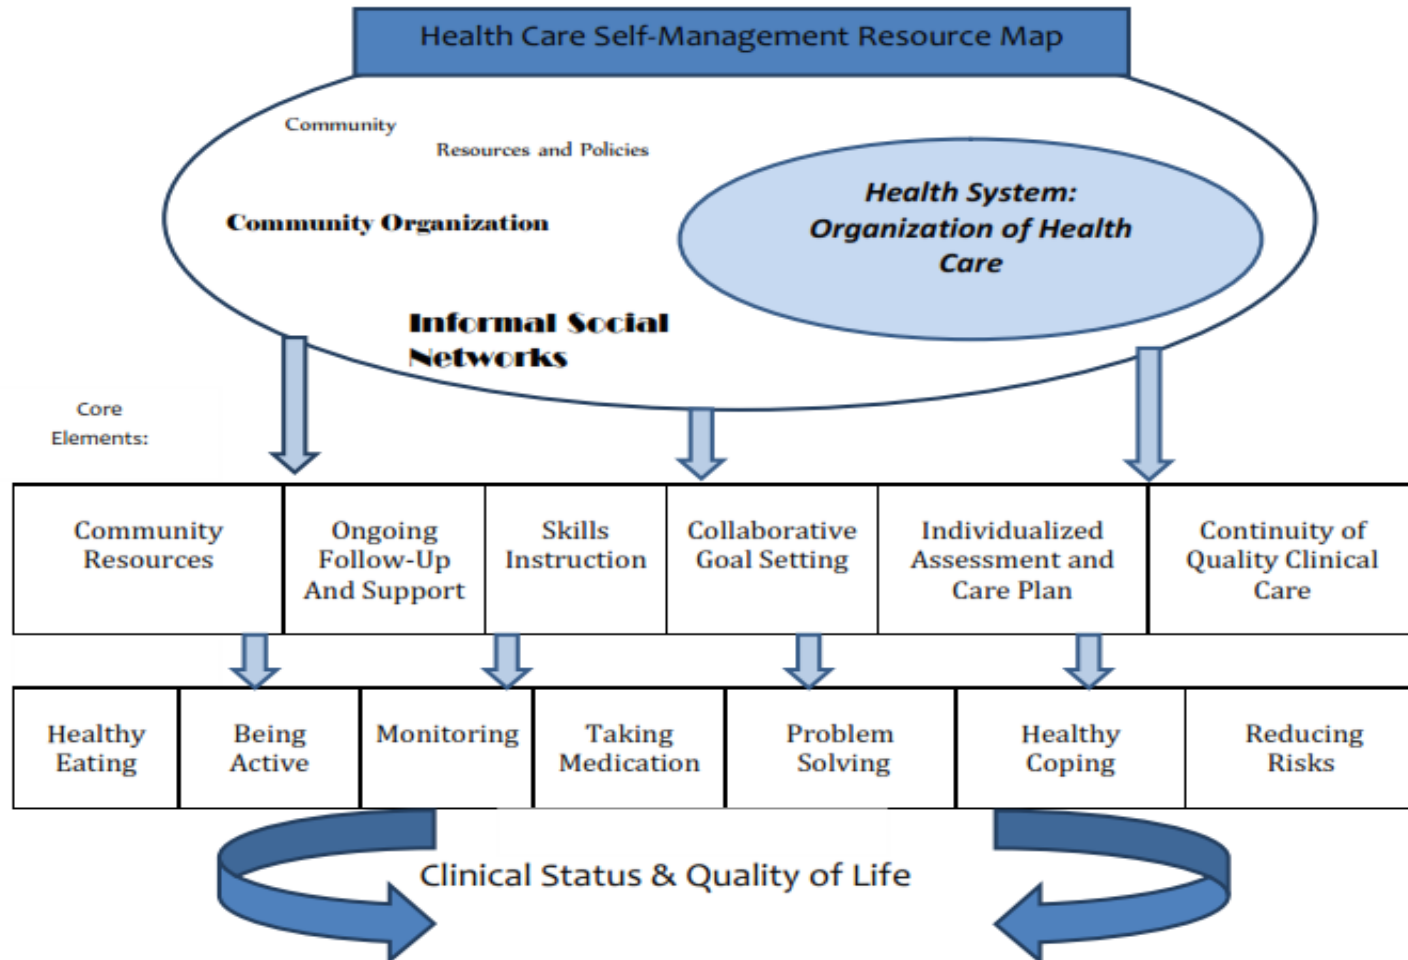 Health Care Self-Management Resource Map
Community
Resources and Policies
Community Organization
Health System:
Organization of Health
Care
Informal Social
Networks
Core
Elements:
Community
Resources
Ongoing
Follow-Up
And Support
Skills
Instruction
Collaborative
Goal Setting
Individualized
Assessment and
Care Plan
Continuity of
Quality Clinical
Care
Healthy
Eating
Being
Active
Monitoring
Taking
Medication
Problem
Solving
Healthy
Coping
Reducing
Risks
Clinical Status & Quality of Life